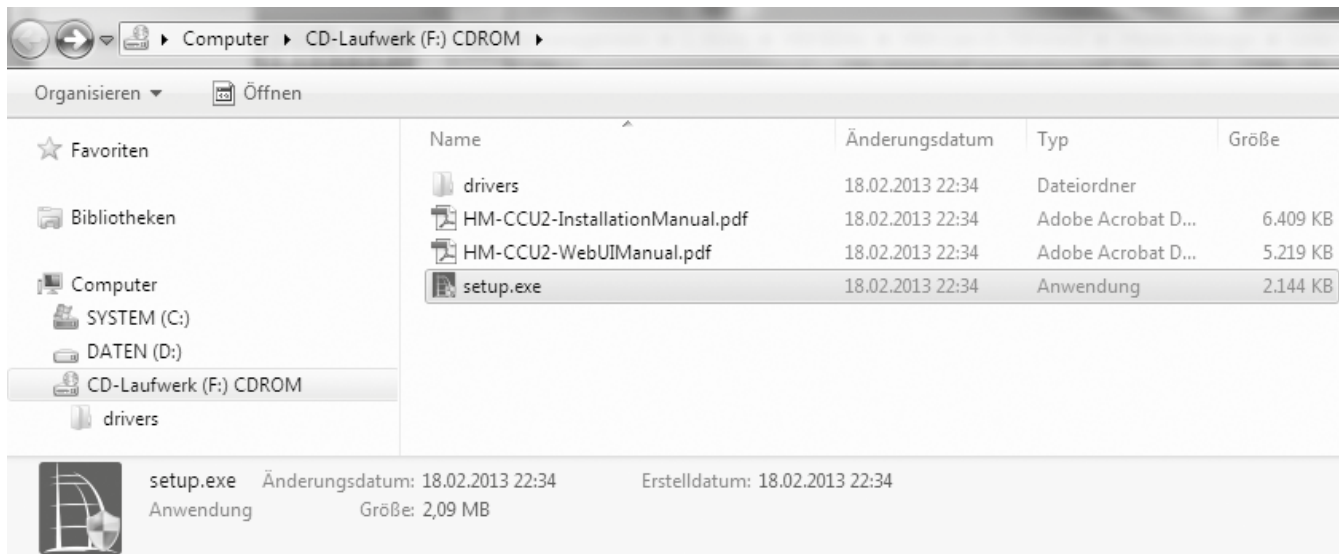 Computer CD-Laufwerk (F:) CDROM
Organisieren Öffnen
Favoriten
Bibliotheken
Computer
SYSTEM (C:)
DATEN (D:)
CD-Laufwerk (F:) CDROM
drivers
Name Änderungsdatum Typ Größe
drivers 18.02.2013 22:34 Dateiordner
HM-CCU2-InstallationManual.pdf 18.02.2013 22:34 Adobe Acrobat D... 6.409 KB
HM-CCU2-WebUIManual.pdf 18.02.2013 22:34 Adobe Acrobat D... 5.219 KB
setup.exe 18.02.2013 22:34 Anwendung 2.144 KB
setup.exe Änderungsdatum: 18.02.2013 22:34 Erstelldatum: 18.02.2013 22:34
Anwendung Größe: 2,09 MB